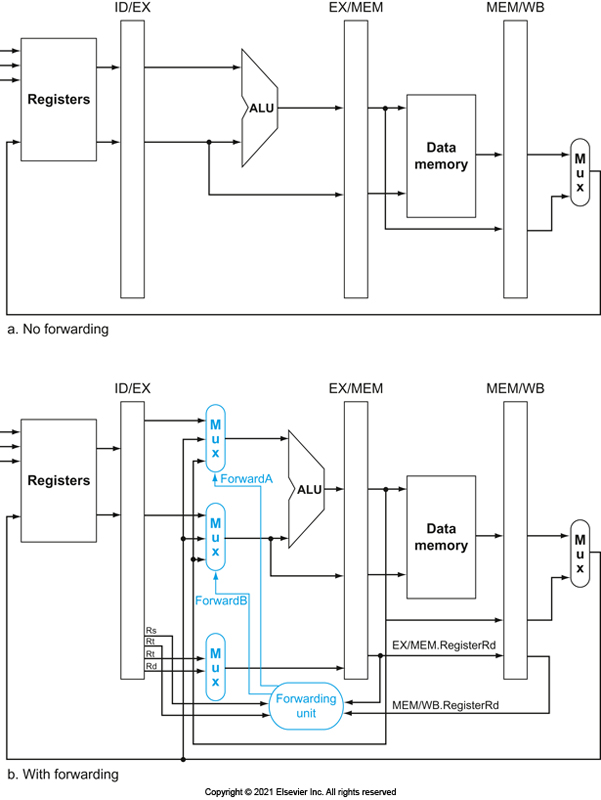 ID/EX
EX/MEM
MEM/WB
Registers
ALU
Data
memory
M
u
x
a. No forwarding
ID/EX
EX/MEM
MEM/WB
M
u
x
Registers
ForwardA
ALU
M
u
x
Data
memory
M
u
x
ForwardB
Rs
Rt
Rt
Rd
M
u
x
EX/MEM.RegisterRd
Forwarding
unit
MEM/WB.RegisterRd
b. With forwarding
Copyright © 2021 Elsevier Inc. All rights reserved